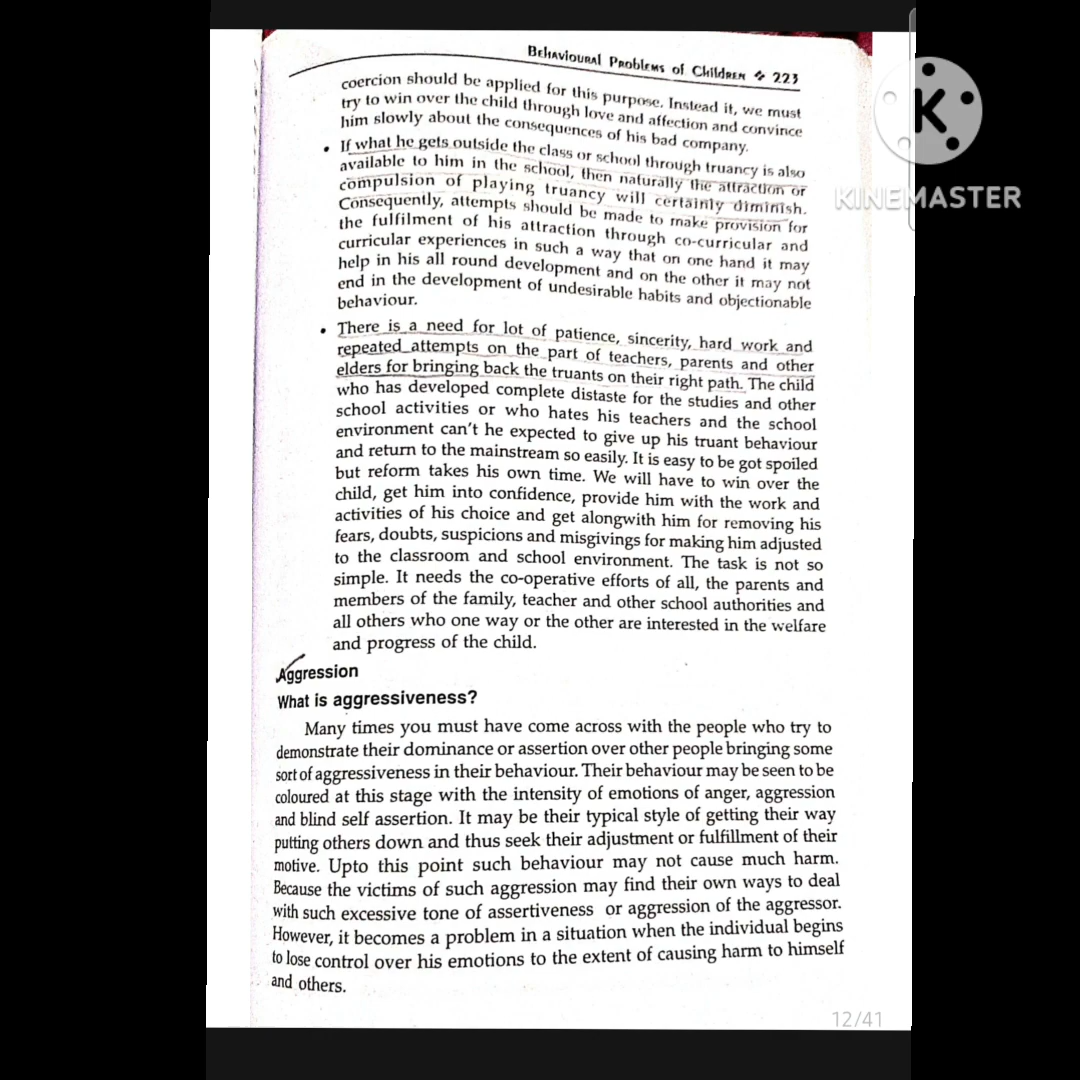 Behavioural Problems of Children ❖ 223
coercion should be applied for this purpose. Instead it, we must
try to win over the child through love and affection and convince
him slowly about the consequences of his bad company.
• If what he gets outside the class or school through truancy is also
available to him in the school, then naturally the attraction or
compulsion of playing truancy will certainly diminish.
Consequently, attempts should be made to make provision for
the fulfilment of his attraction through co-curricular and
curricular experiences in such a way that on one hand it may
help in his all round development and on the other it may not
end in the development of undesirable habits and objectionable
behaviour.
• There is a need for lot of patience, sincerity, hard work and
repeated attempts on the part of teachers, parents and other
elders for bringing back the truants on their right path. The child
who has developed complete distaste for the studies and other
school activities or who hates his teachers and the school
environment can't he expected to give up his truant behaviour
and return to the mainstream so easily. It is easy to be got spoiled
but reform takes his own time. We will have to win over the
child, get him into confidence, provide him with the work and
activities of his choice and get alongwith him for removing his
fears, doubts, suspicions and misgivings for making him adjusted
to the classroom and school environment. The task is not so
simple. It needs the co-operative efforts of all, the parents and
members of the family, teacher and other school authorities and
all others who one way or the other are interested in the welfare
and progress of the child.
Aggression
What is aggressiveness?
Many times you must have come across with the people who try to
demonstrate their dominance or assertion over other people bringing some
sort of aggressiveness in their behaviour. Their behaviour may be seen to be
coloured at this stage with the intensity of emotions of anger, aggression
and blind self assertion. It may be their typical style of getting their way
putting others down and thus seek their adjustment or fulfillment of their
motive. Upto this point such behaviour may not cause much harm.
Because the victims of such aggression may find their own ways to deal
with such excessive tone of assertiveness or aggression of the aggressor.
However, it becomes a problem in a situation when the individual begins
to lose control over his emotions to the extent of causing harm to himself
and others.
12/41
K
KINEMASTER